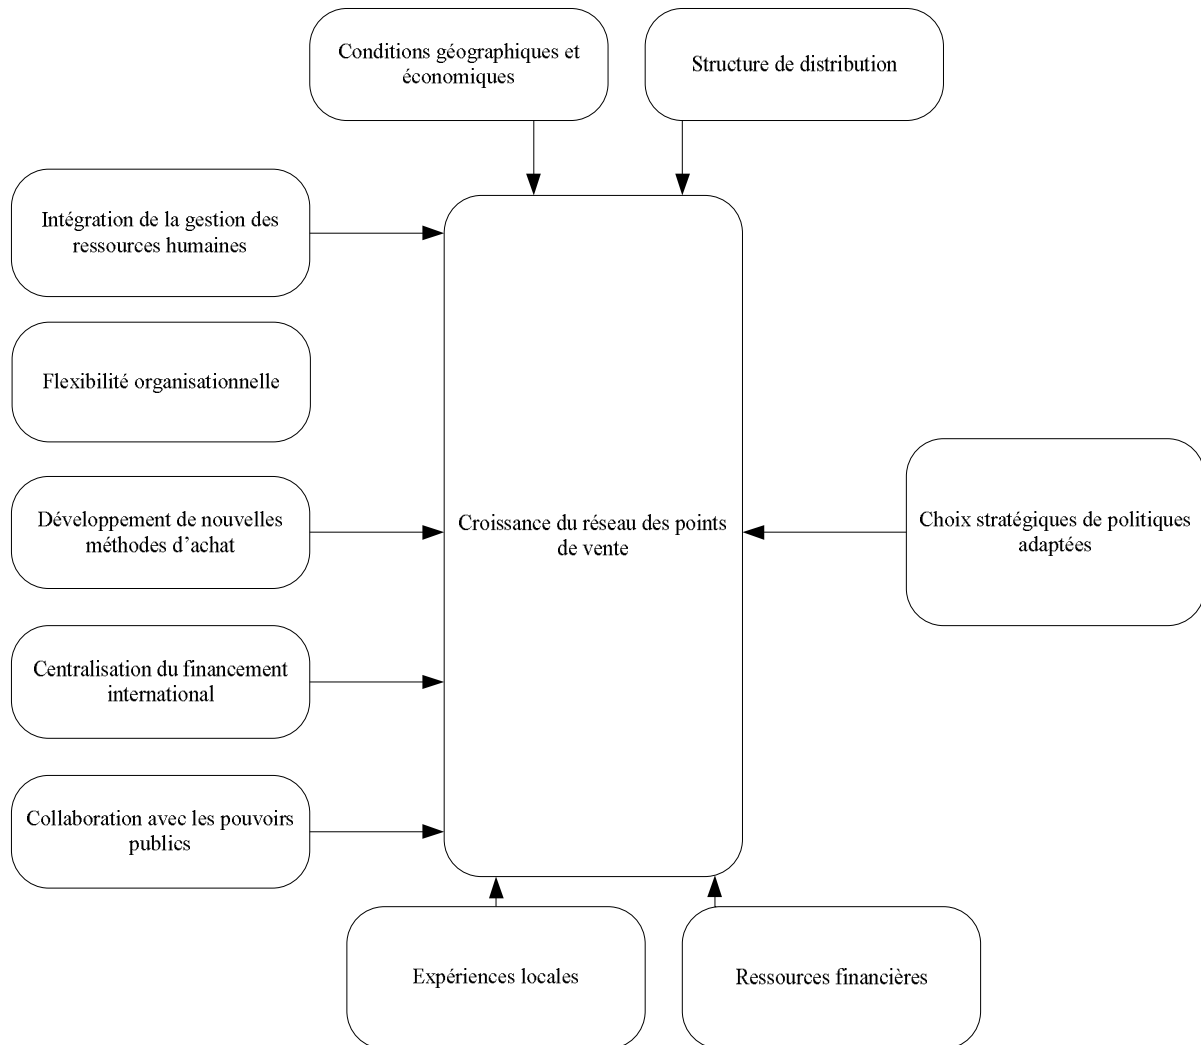 Conditions géographiques et
économiques
Structure de distribution
Intégration de la gestion des
ressources humaines
Flexibilité organisationnelle
Développement de nouvelles
méthodes d’achat
Croissance du réseau des points
de vente
Choix stratégiques de politiques
adaptées
Centralisation du financement
international
Collaboration avec les pouvoirs
publics
Expériences locales
Ressources financières